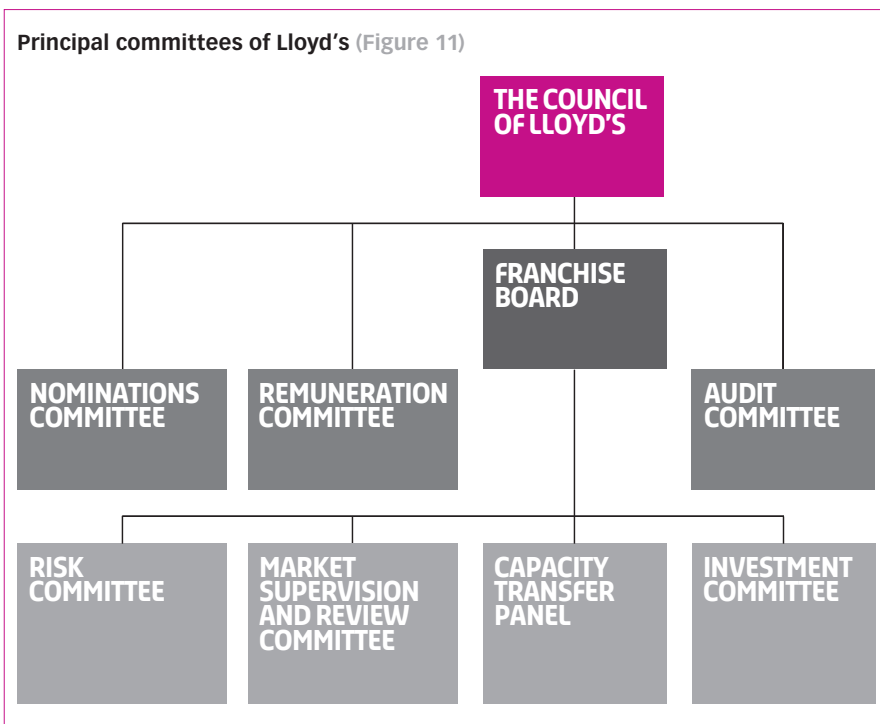 Principal committees of Lloyd's (Figure 11)
THE COUNCIL
OF LLOYD'S
FRANCHISE
BOARD
NOMINATIONS
COMMITTEE
REMUNERATION
COMMITTEE
AUDIT
COMMITTEE
RISK
COMMITTEE
MARKET
SUPERVISION
AND REVIEW
COMMITTEE
CAPACITY
TRANSFER
PANEL
INVESTMENT
COMMITTEE